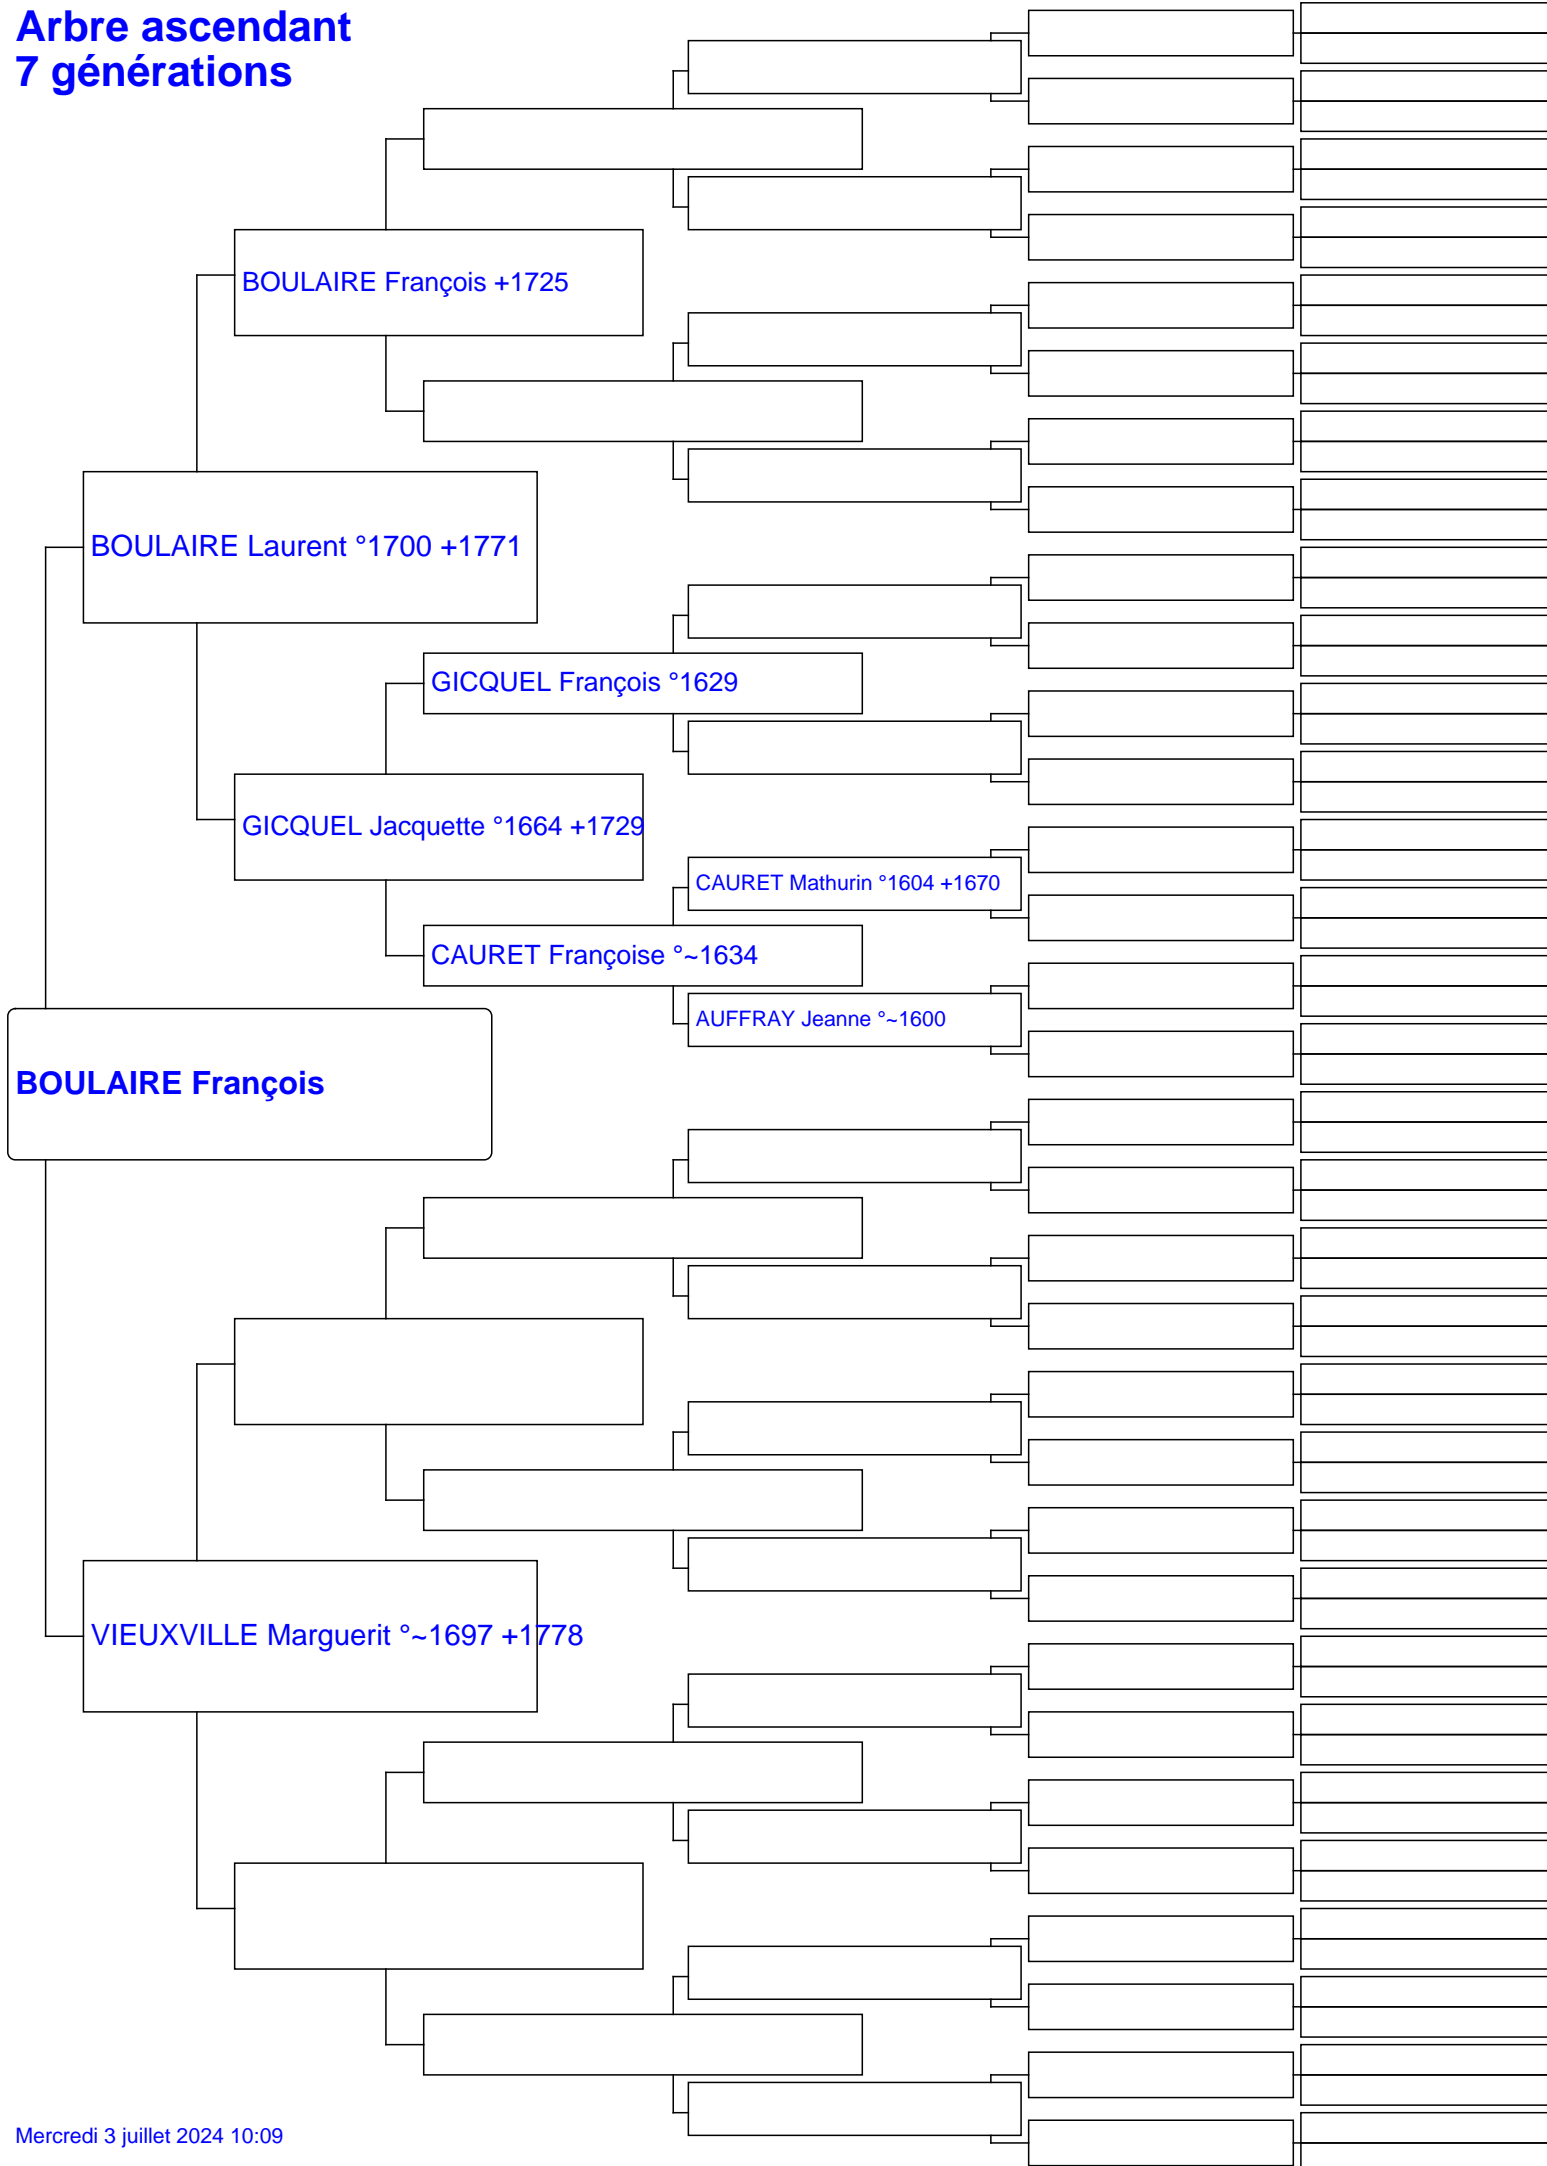 Arbre ascendant
7 générations
BOULAIRE François +1725
BOULAIRE Laurent °1700 +1771
GICQUEL François °1629
GICQUEL Jacquette °1664 +1729
CAURET Mathurin °1604 +1670
CAURET Françoise °~1634
AUFFRAY Jeanne °~1600
BOULAIRE François
VIEUXVILLE Marguerit °~1697 +1778
Mercredi 3 juillet 2024 10:09